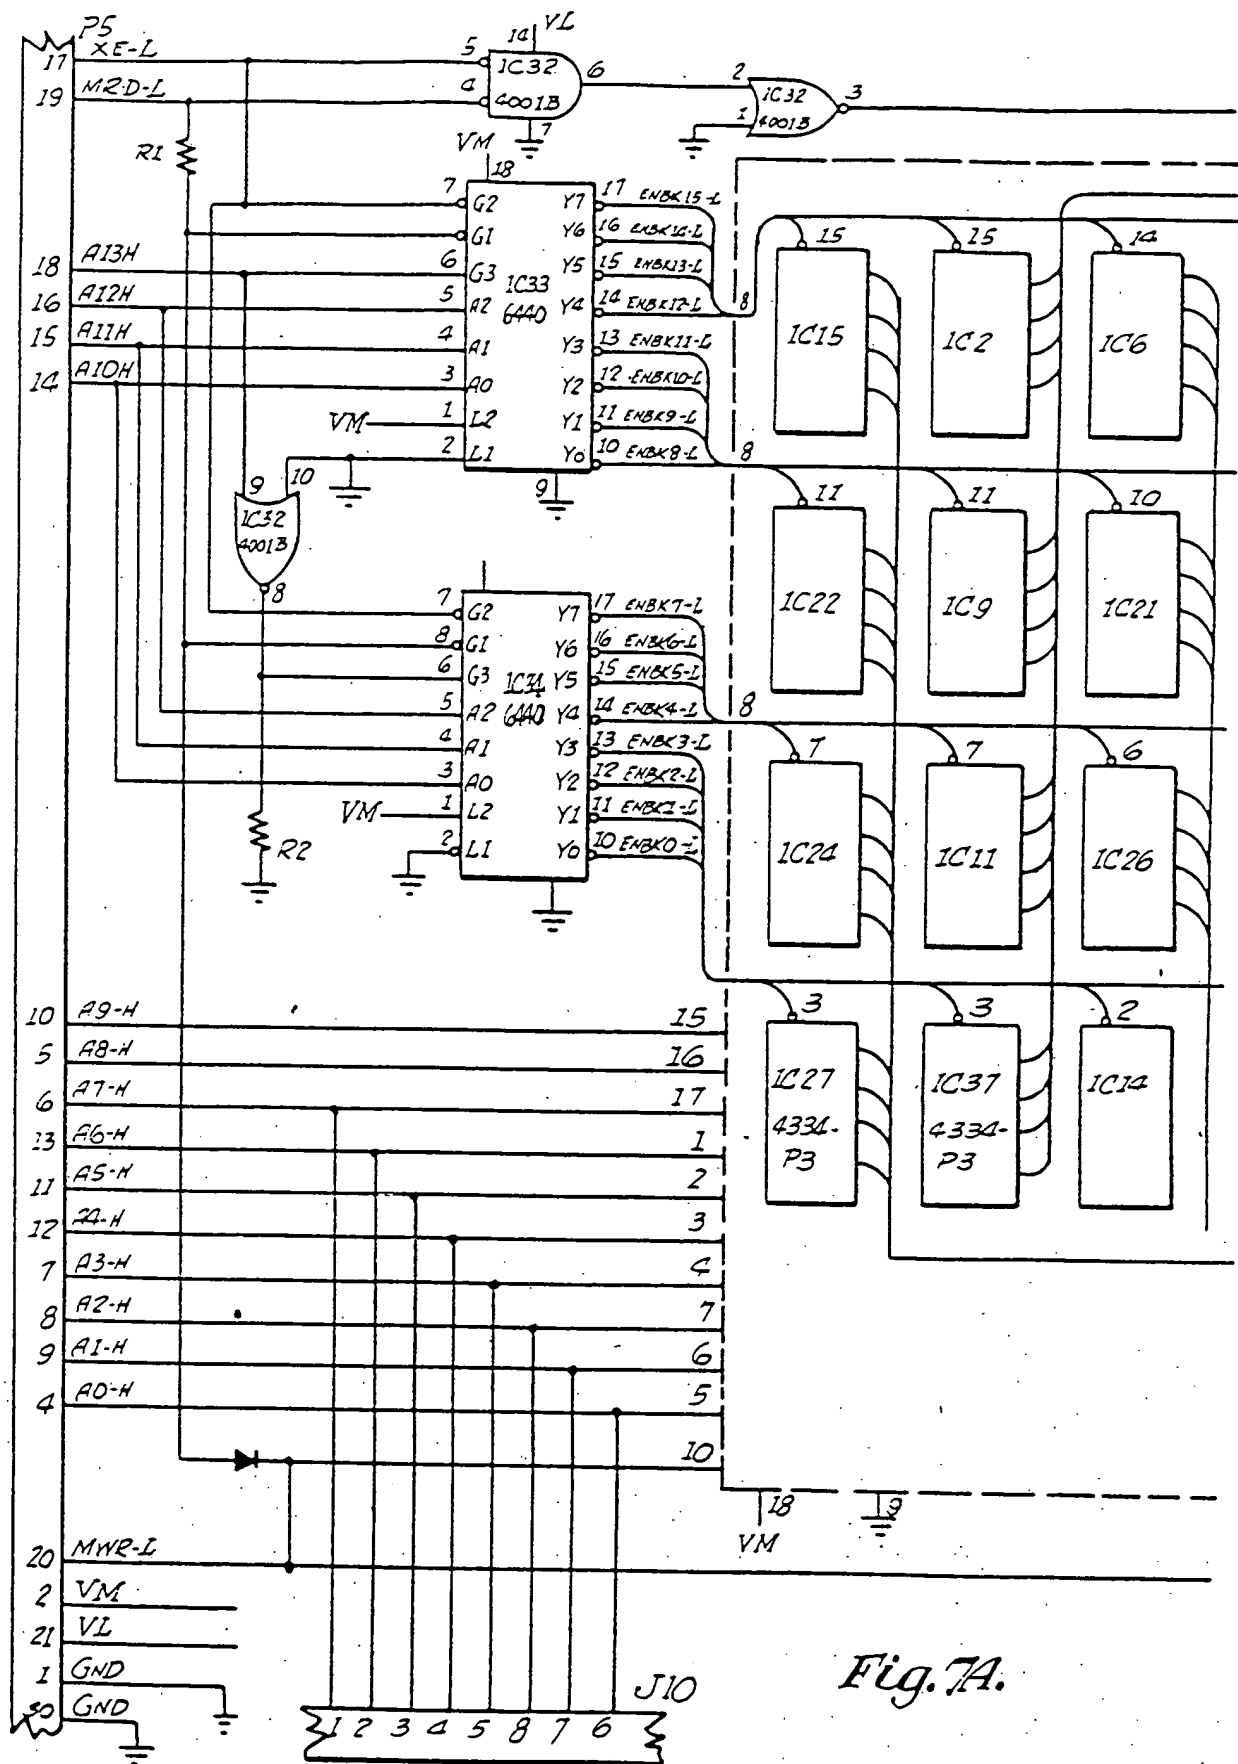 P5
14 VL
17 XE-L 5 IC32 6 2 IC32 3
19 MRD-L 4 4001B 1 4001B
7
R1 VM 18
7 G2 Y7 17 ENBK15-L
G1 Y6 16 ENBK14-L
18 A13H 6 G3 IC33 Y5 15 ENBK13-L
16 A12H 5 A2 6440 Y4 14 ENBK12-L 8
15 A11H 4 A1 Y3 13 ENBK11-L
14 A10H 3 A0 Y2 12 ENBK10-L
VM 1 L2 Y1 11 ENBK9-L
2 L1 Y0 10 ENBK8-L 8
9
15 15 14
IC15 IC2 IC6
9 10
IC32
4001B
8
11 11 10
IC22 IC9 IC21
7 G2 Y7 17 ENBK7-L
8 G1 Y6 16 ENBK6-L
6 G3 IC34 Y5 15 ENBK5-L
5 A2 6440 Y4 14 ENBK4-L 8
4 A1 Y3 13 ENBK3-L
3 A0 Y2 12 ENBK2-L
VM 1 L2 Y1 11 ENBK1-L
2 L1 Y0 10 ENBK0-L
R2
7 7 6
IC24 IC11 IC26
3 3 2
IC27 IC37 IC14
4334-P3 4334-P3
10 A9-H 15
5 A8-H 16
6 A7-H 17
13 A6-H 1
11 A5-H 2
12 A4-H 3
7 A3-H 4
8 A2-H 7
9 A1-H 6
4 A0-H 5
10
18 9
VM
20 MWR-L
2 VM
21 VL
1 GND
GND
J10
1 2 3 4 5 8 7 6
Fig. 7A.